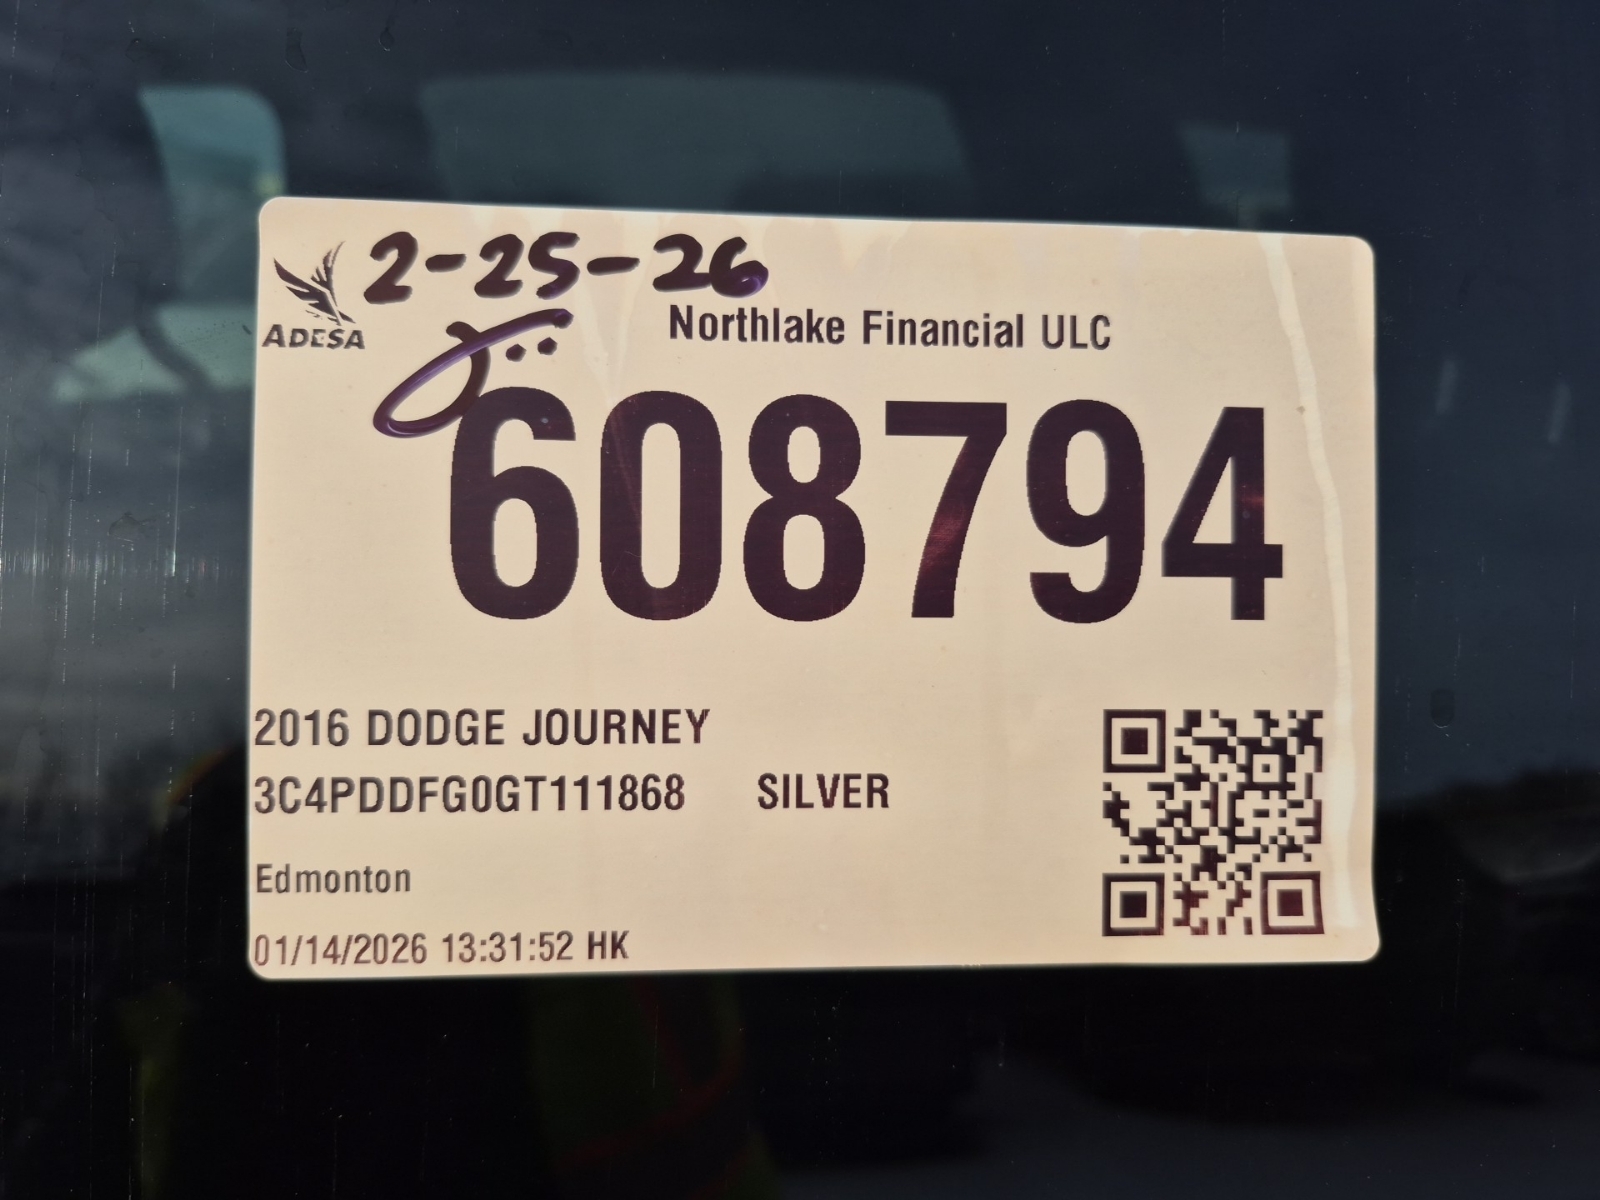 2-25-26
ADESA
Northlake Financial ULC
608794
2016 DODGE JOURNEY
3C4PDDFG0GT111868 SILVER
Edmonton
01/14/2026 13:31:52 HK